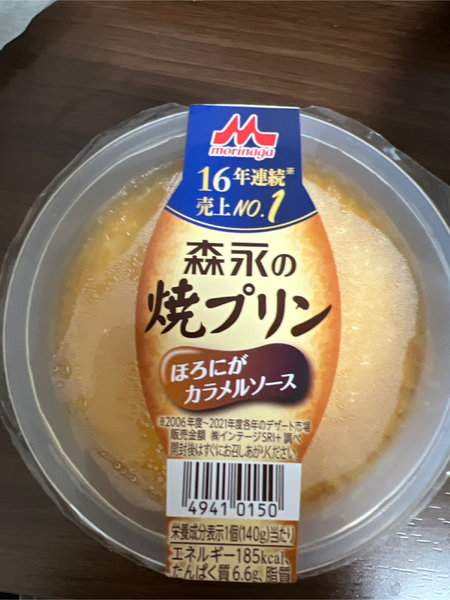 morinaga
16年連続※
売上NO.1
森永の
焼プリン
ほろにが
カラメルソース
※2006年度～2021年度各年のデザート市場
販売金額 ㈱インテージSRI+調べ
開封後はすぐにお召しあがりください。
4941 0150
栄養成分表示1個(140g)当たり
エネルギー185kcal、
たんぱく質6.6g、脂質